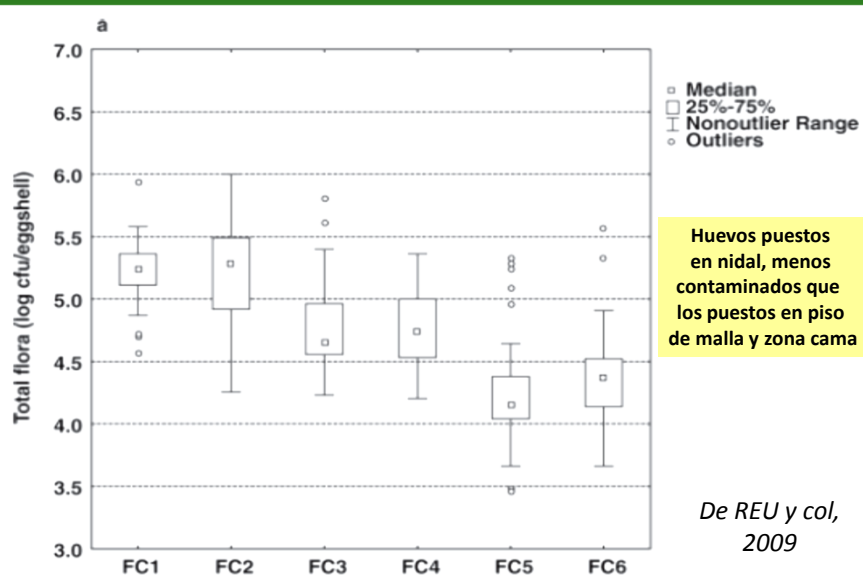 a
7.0
6.5
6.0
5.5
5.0
4.5
4.0
3.5
3.0
Total flora (log cfu/eggshell)
FC1 FC2 FC3 FC4 FC5 FC6
Median
25%-75%
Nonoutlier Range
Outliers
Huevos puestos
en nidal, menos
contaminados que
los puestos en piso
de malla y zona cama
De REU y col,
2009